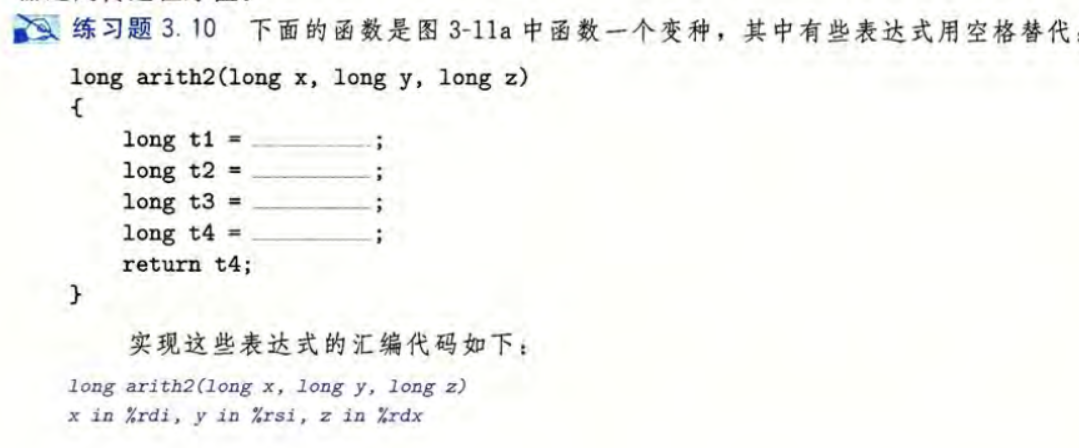 练习题 3.10 下面的函数是图 3-11a 中函数一个变种，其中有些表达式用空格替代：
long arith2(long x, long y, long z)
{
long t1 = ________;
long t2 = ________;
long t3 = ________;
long t4 = ________;
return t4;
}
实现这些表达式的汇编代码如下：
long arith2(long x, long y, long z)
x in %rdi, y in %rsi, z in %rdx